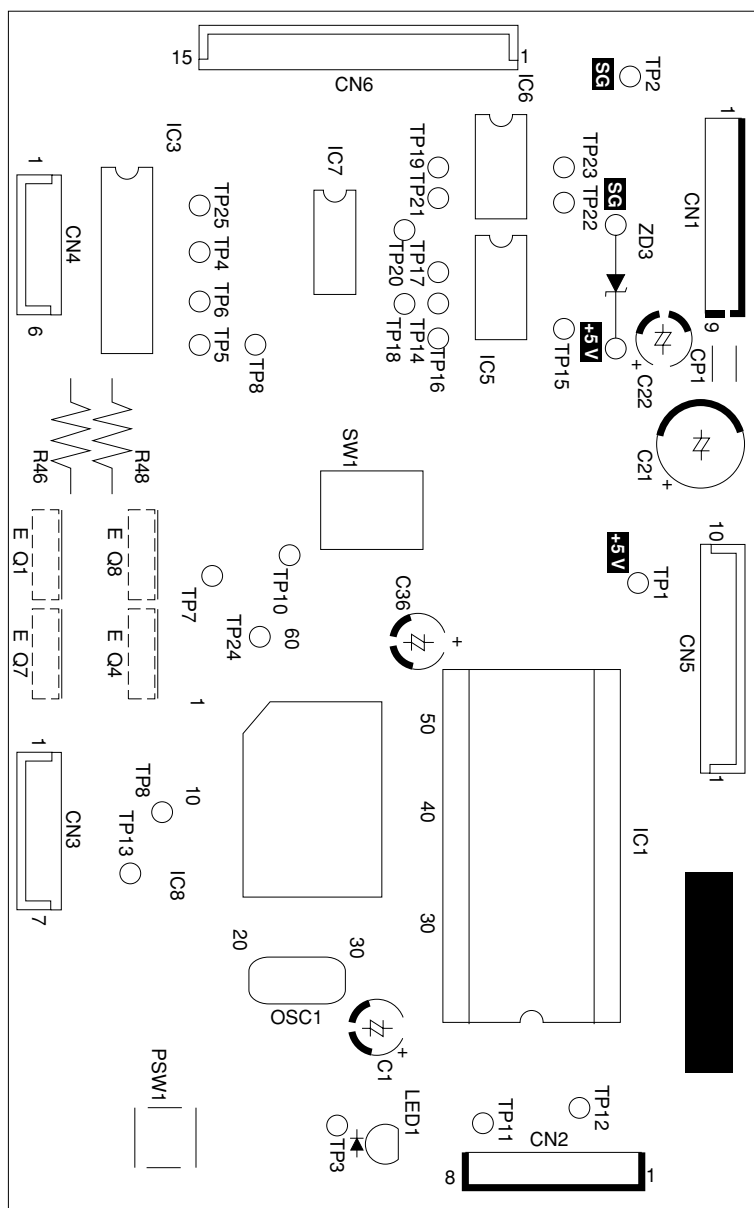 15
1
CN6
IC6
SG
TP2
1
IC3
1
CN4
6
TP25
TP4
TP6
TP5
TP8
IC7
TP19
TP21
TP17
TP20
TP18
TP14
TP16
IC5
TP23
TP22
SG
ZD3
CN1
9
TP15
+5 V
+
C22
CP1
C21
+
R46
R48
SW1
E Q1
E Q8
E Q7
E Q4
TP7
TP10
TP24
60
C36
+
+5 V
TP1
10
CN5
1
1
CN3
7
1
10
TP8
TP13
IC8
50
40
30
IC1
20
30
OSC1
+
C1
PSW1
LED1
TP3
TP11
TP12
CN2
8
1